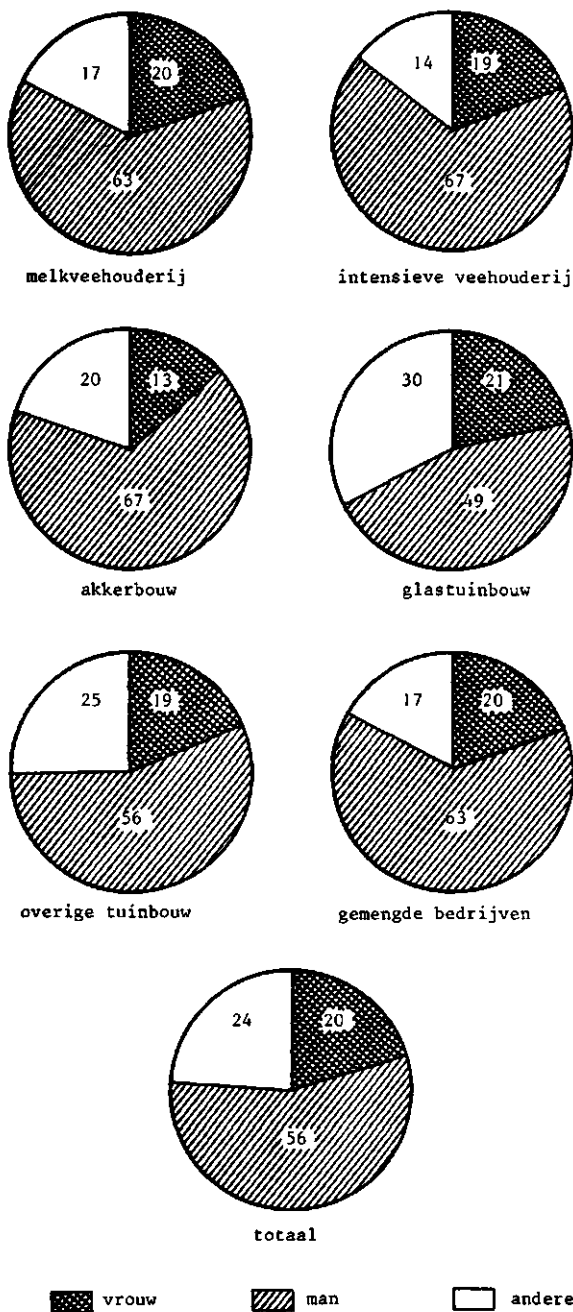 17 20 14 19
63 67
melkveehouderij intensieve veehouderij
20 13 30 21
67 49
akkerbouw glastuinbouw
25 19 17 20
56 63
overige tuinbouw gemengde bedrijven
24 20
56
totaal
vrouw man andere